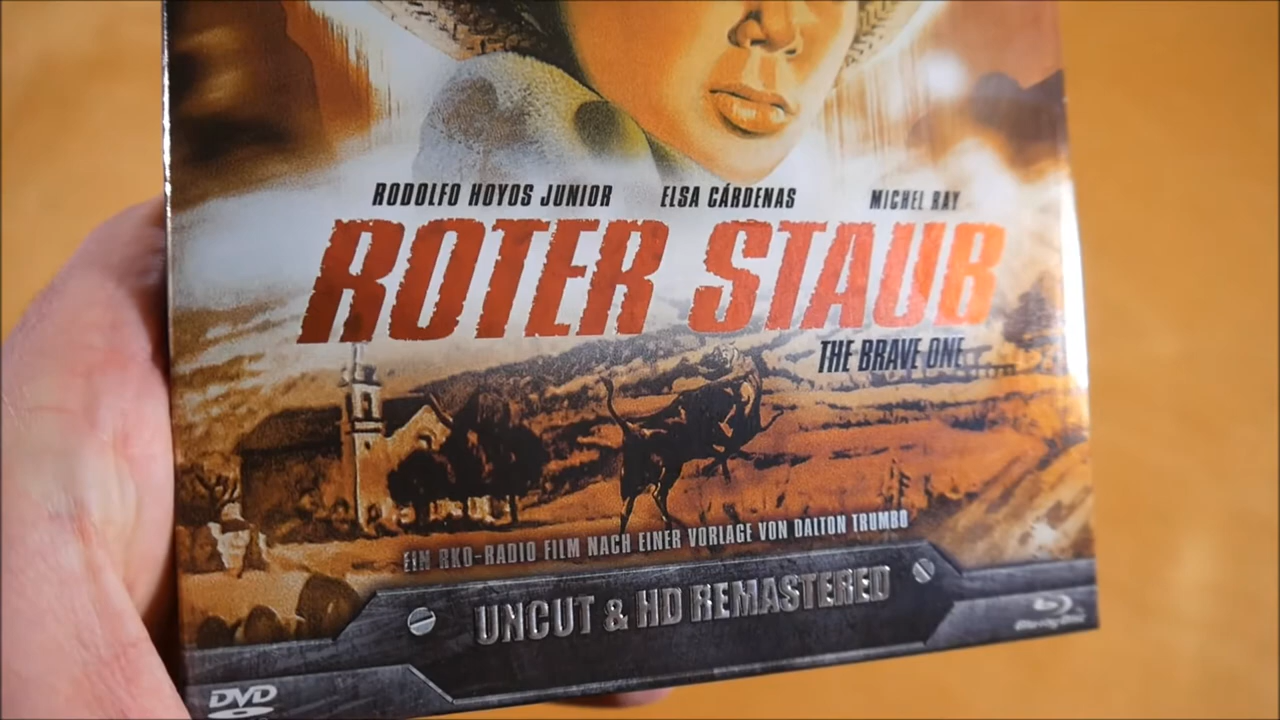 RODOLFO HOYOS JUNIOR ELSA CÁRDENAS MICHEL RAY
ROTER STAUB
THE BRAVE ONE
EIN RKO-RADIO FILM NACH EINER VORLAGE VON DALTON TRUMBO
UNCUT & HD REMASTERED
Blu-ray Disc
DVD